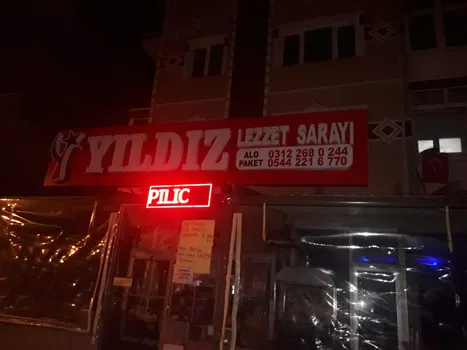 YILDIZ
LEZZET SARAYI
ALO PAKET
0312 268 0 244
0544 221 6 770
PILIC